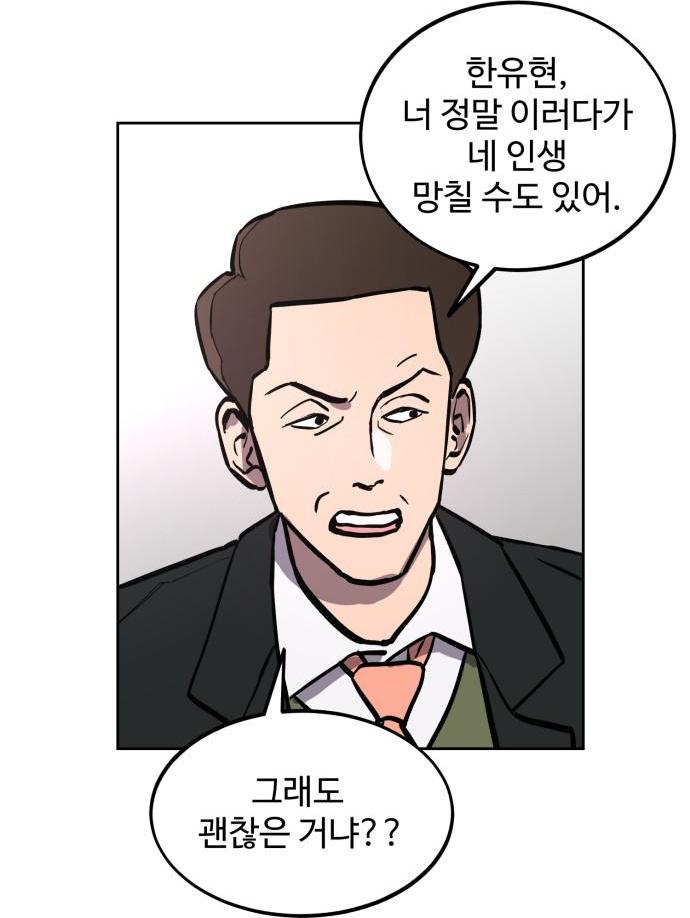 한유현,
너 정말 이러다가
네 인생
망칠 수도 있어.
그래도
괜찮은 거냐??